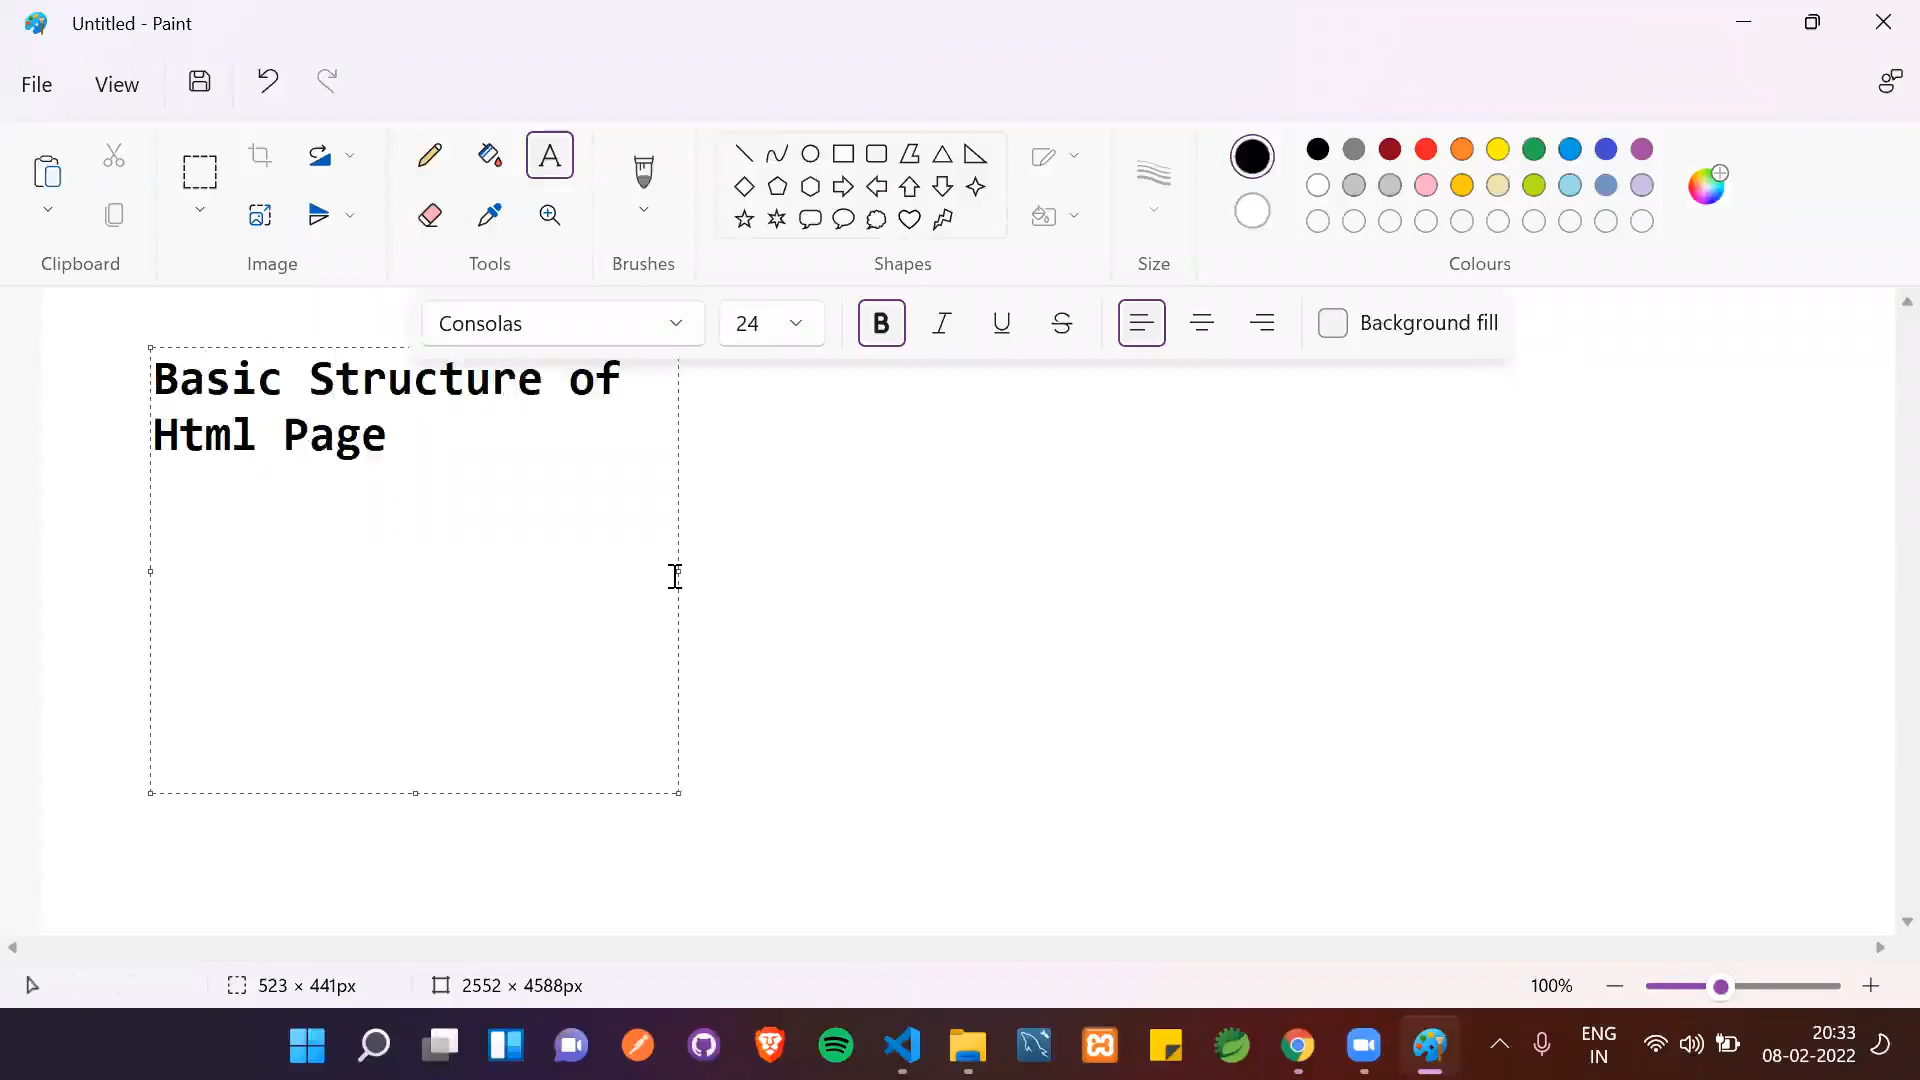 Untitled - Paint
File
View
Clipboard
Image
Tools
Brushes
Shapes
Size
Colours
Consolas
24
B
Background fill
Basic Structure of
Html Page
523 × 441px
2552 × 4588px
100%
ENG
IN
20:33
08-02-2022